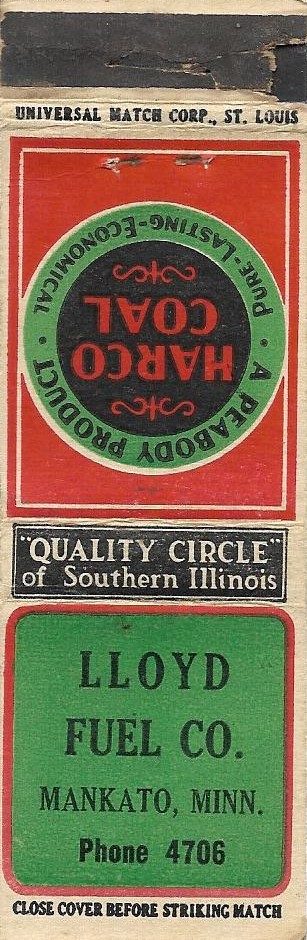 UNIVERSAL MATCH CORP., ST. LOUIS
HARCO
COAL
A PEABODY PRODUCT •
PURE-LASTING-ECONOMICAL •
"QUALITY CIRCLE"
of Southern Illinois
LLOYD
FUEL CO.
MANKATO, MINN.
Phone 4706
CLOSE COVER BEFORE STRIKING MATCH